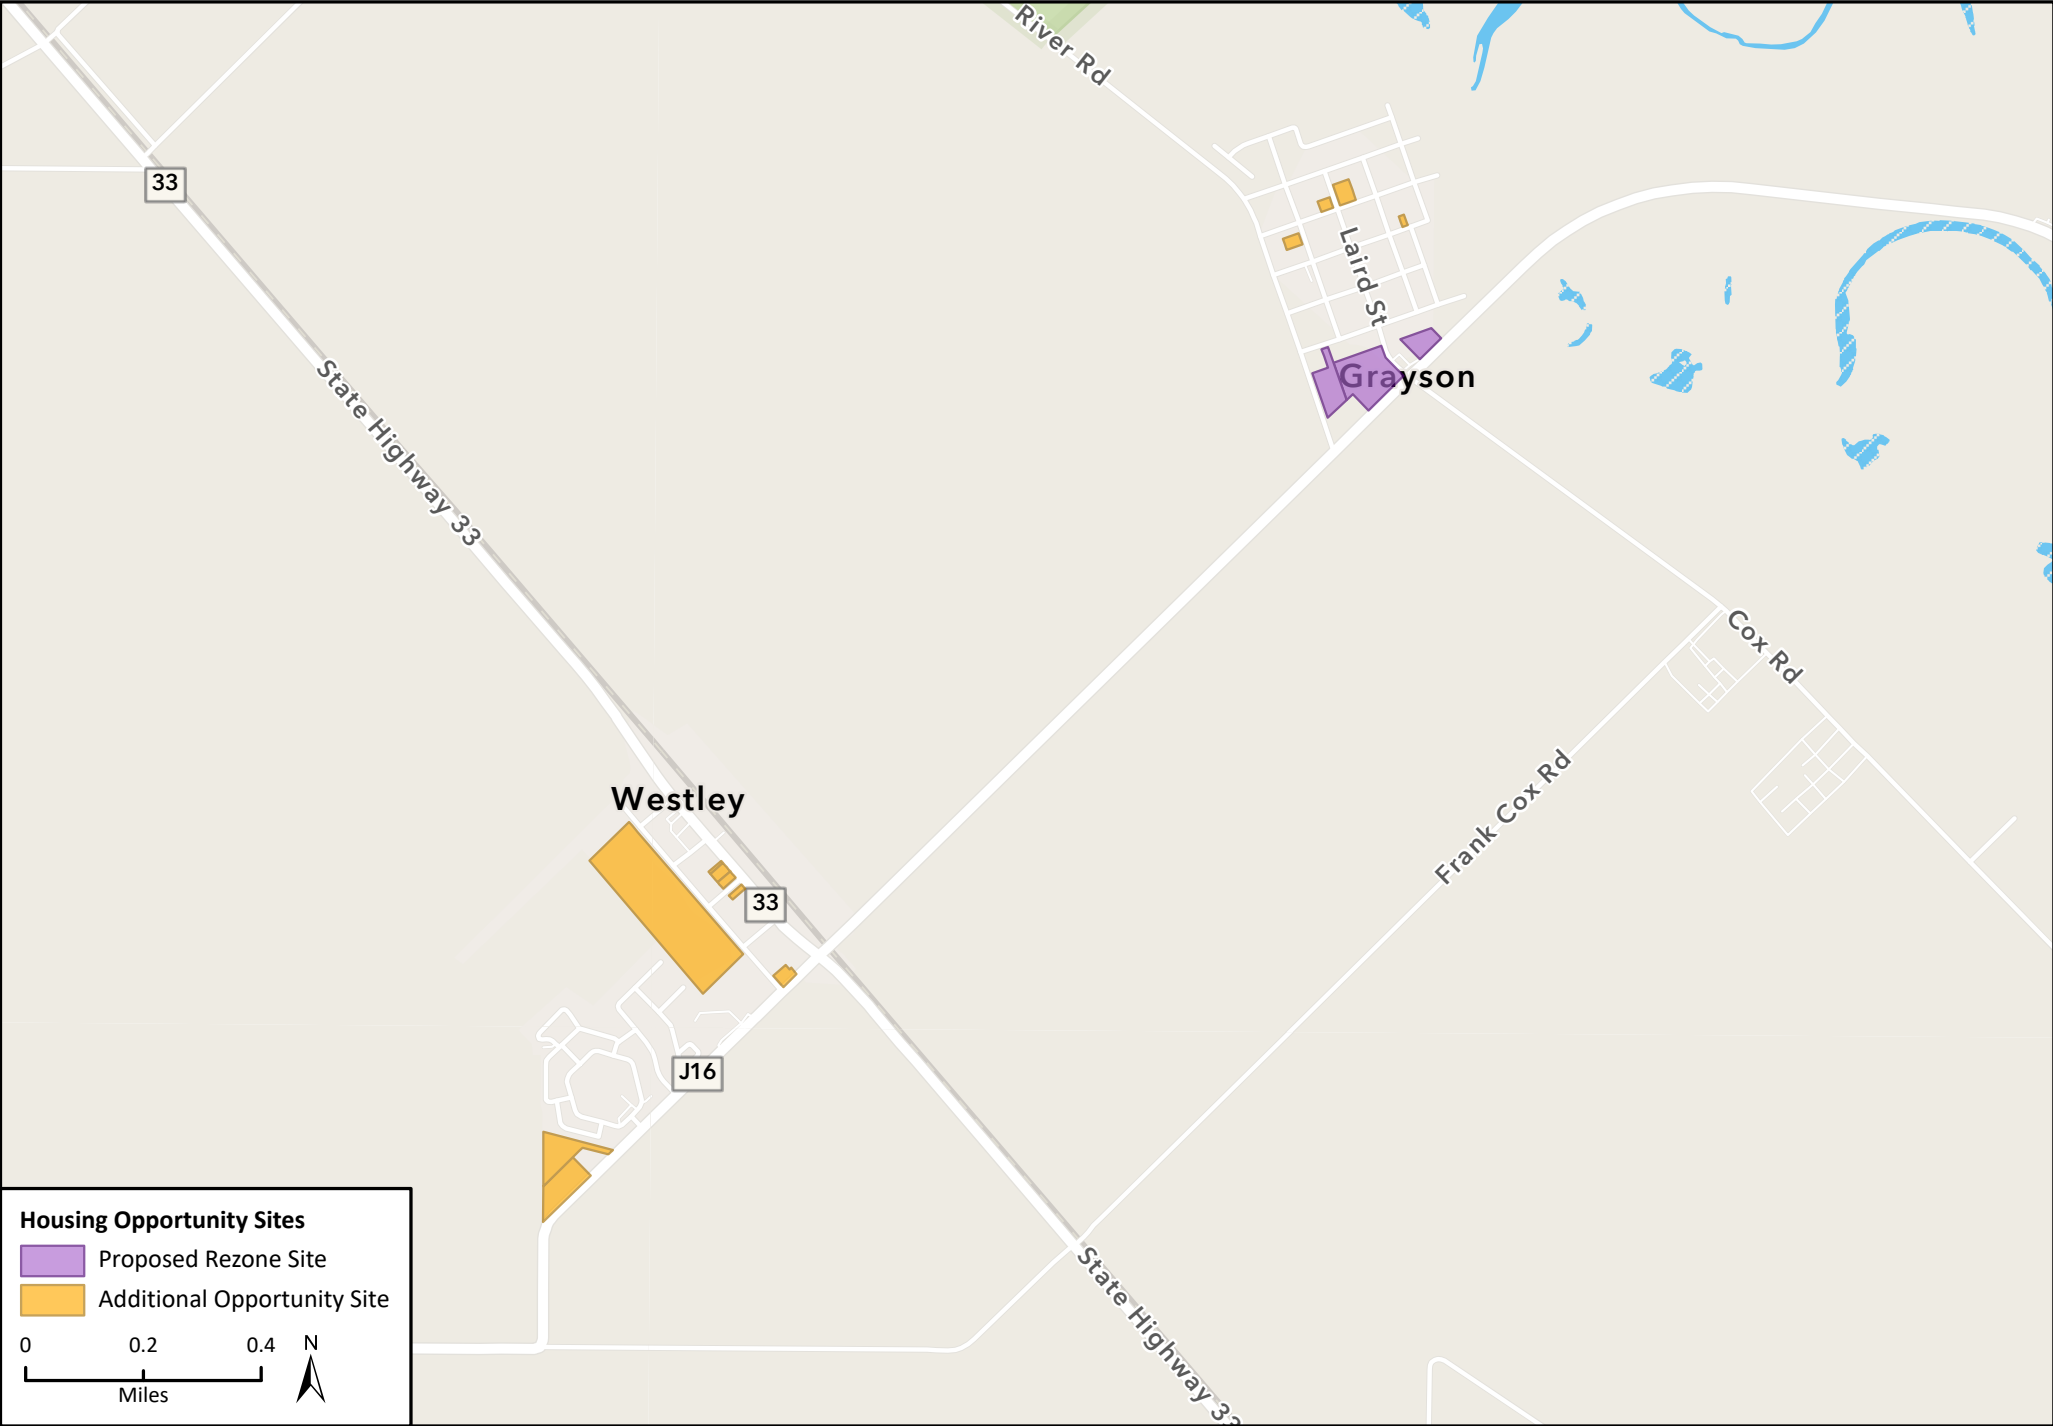 River Rd
33
Laird St
State Highway 33
Grayson
Cox Rd
Frank Cox Rd
Westley
33
J16
State Highway 33
Housing Opportunity Sites
Proposed Rezone Site
Additional Opportunity Site
0 0.2 0.4
Miles
N